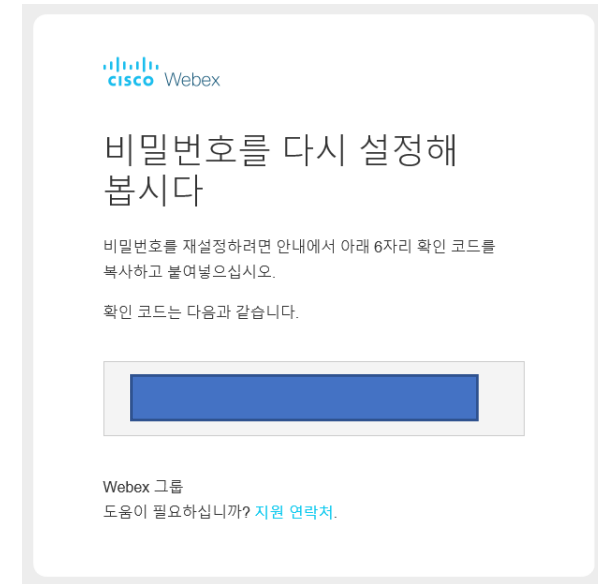 CISCO Webex
비밀번호를 다시 설정해
봅시다
비밀번호를 재설정하려면 안내에서 아래 6자리 확인 코드를
복사하고 붙여넣으십시오.
확인 코드는 다음과 같습니다.
Webex 그룹
도움이 필요하십니까? 지원 연락처.